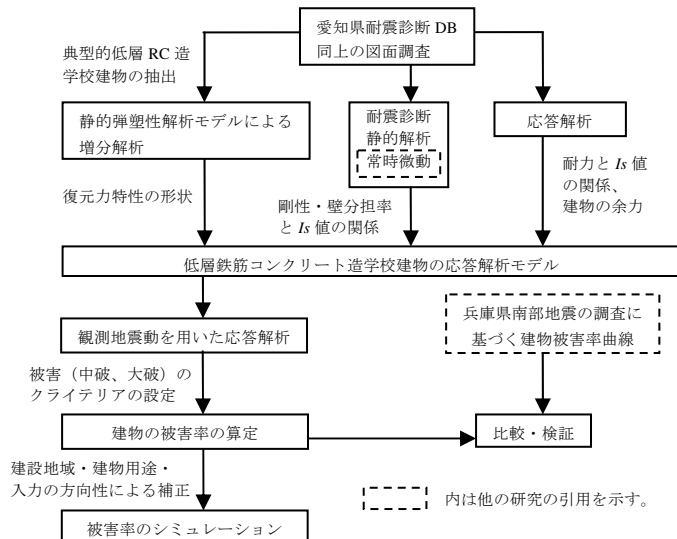 愛知県耐震診断 DB
同上の図面調査
典型的低層 RC 造
学校建物の抽出
静的弾塑性解析モデルによる
増分解析
耐震診断
静的解析
常時微動
応答解析
復元力特性の形状
剛性・壁分担率
と Is 値の関係
耐力と Is 値
の関係、
建物の余力
低層鉄筋コンクリート造学校建物の応答解析モデル
観測地震動を用いた応答解析
兵庫県南部地震の調査に
基づく建物被害率曲線
被害（中破、大破）の
クライテリアの設定
建物の被害率の算定
比較・検証
建設地域・建物用途・
入力の方向性による補正
内は他の研究の引用を示す。
被害率のシミュレーション